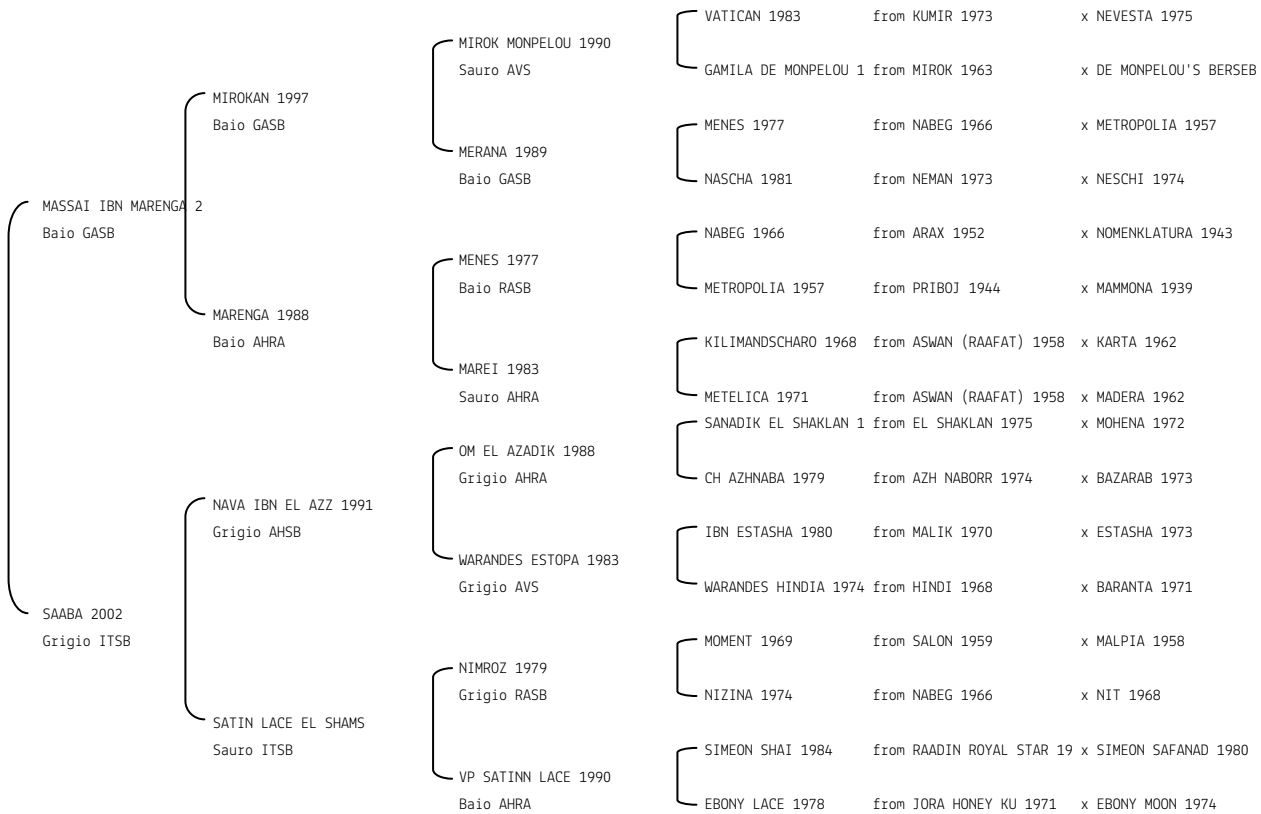 VATICAN 1983 from KUMIR 1973 x NEVESTA 1975
MIROK MONPELOU 1990
Sauro AVS
GAMILA DE MONPELOU 1 from MIROK 1963 x DE MONPELOU'S BERSEB
MIROKAN 1997
Baio GASB
MENES 1977 from NABEG 1966 x METROPOLIA 1957
MERANA 1989
Baio GASB
NASCHA 1981 from NEMAN 1973 x NESCHI 1974
MASSAI IBN MARENGA 2
Baio GASB
NABEG 1966 from ARAX 1952 x NOMENKLATURA 1943
MENES 1977
Baio RASB
METROPOLIA 1957 from PRIBOJ 1944 x MAMMONA 1939
MARENGA 1988
Baio AHRA
KILIMANDSCHARO 1968 from ASWAN (RAAFAT) 1958 x KARTA 1962
MAREI 1983
Sauro AHRA
METELICA 1971 from ASWAN (RAAFAT) 1958 x MADERA 1962
SANADIK EL SHAKLAN 1 from EL SHAKLAN 1975 x MOHENA 1972
OM EL AZADIK 1988
Grigio AHRA
CH AZHNABA 1979 from AZH NABORR 1974 x BAZARAB 1973
NAVA IBN EL AZZ 1991
Grigio AHSB
IBN ESTASHA 1980 from MALIK 1970 x ESTASHA 1973
WARANDES ESTOPA 1983
Grigio AVS
WARANDES HINDIA 1974 from HINDI 1968 x BARANTA 1971
SAABA 2002
Grigio ITSB
MOMENT 1969 from SALON 1959 x MALPIA 1958
NIMROZ 1979
Grigio RASB
NIZINA 1974 from NABEG 1966 x NIT 1968
SATIN LACE EL SHAMS
Sauro ITSB
SIMEON SHAI 1984 from RAADIN ROYAL STAR 19 x SIMEON SAFANAD 1980
VP SATINN LACE 1990
Baio AHRA
EBONY LACE 1978 from JORA HONEY KU 1971 x EBONY MOON 1974